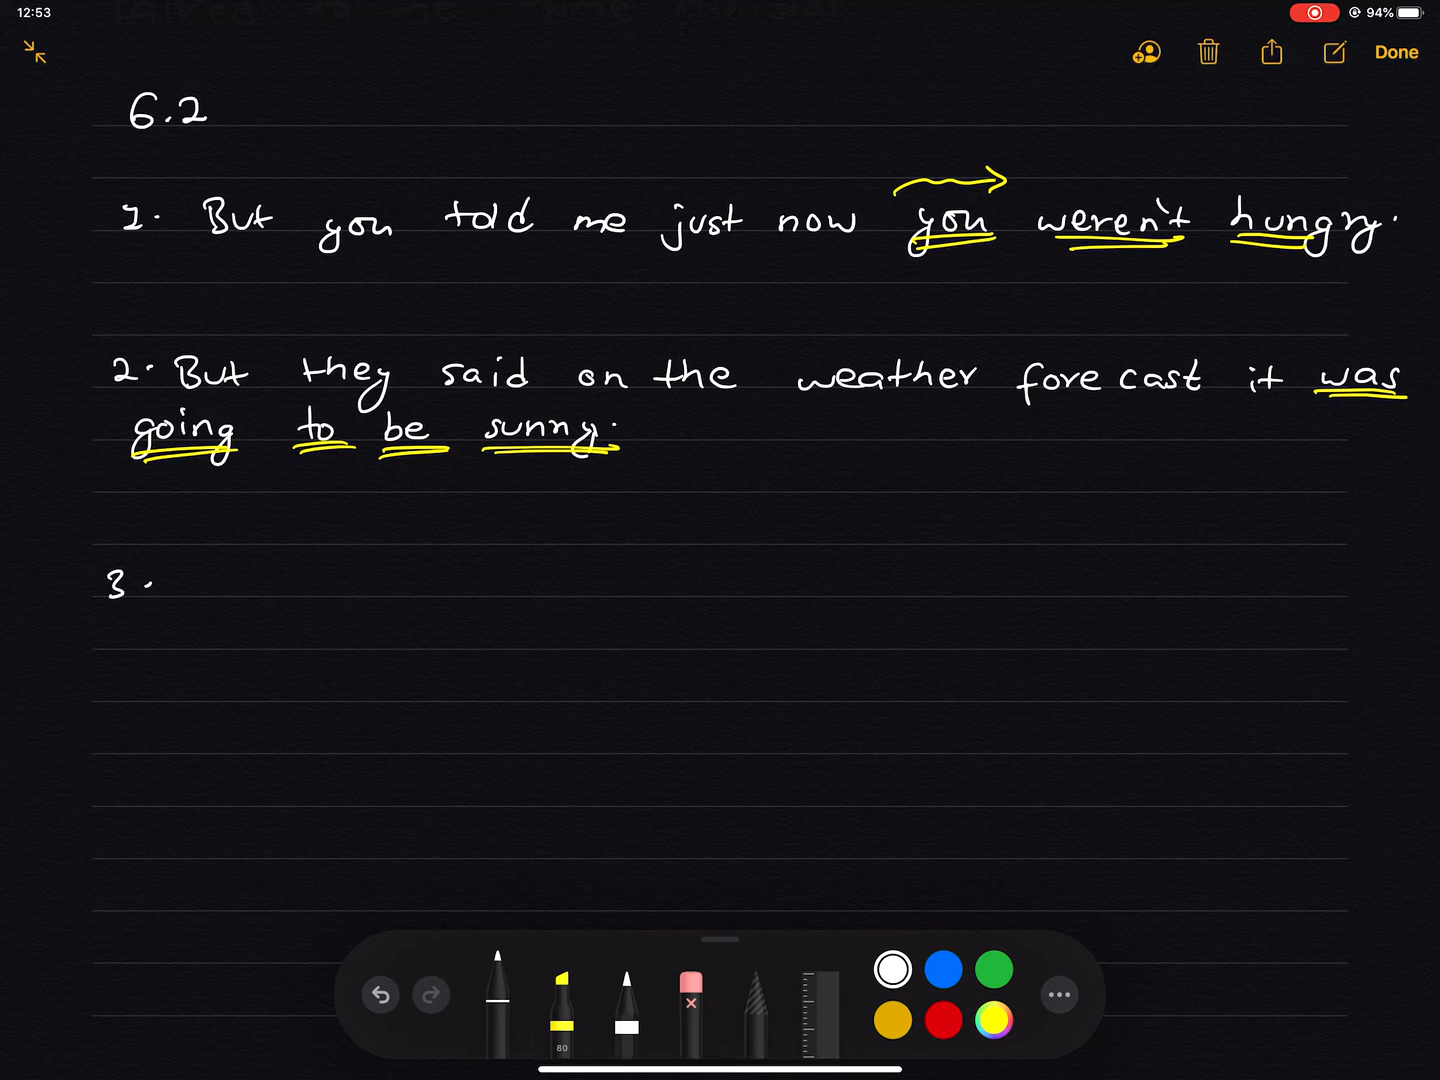 12:53
94%
Done
6.2
1. But you told me just now you weren't hungry.
2. But they said on the weather forecast it was
going to be sunny.
3.
80